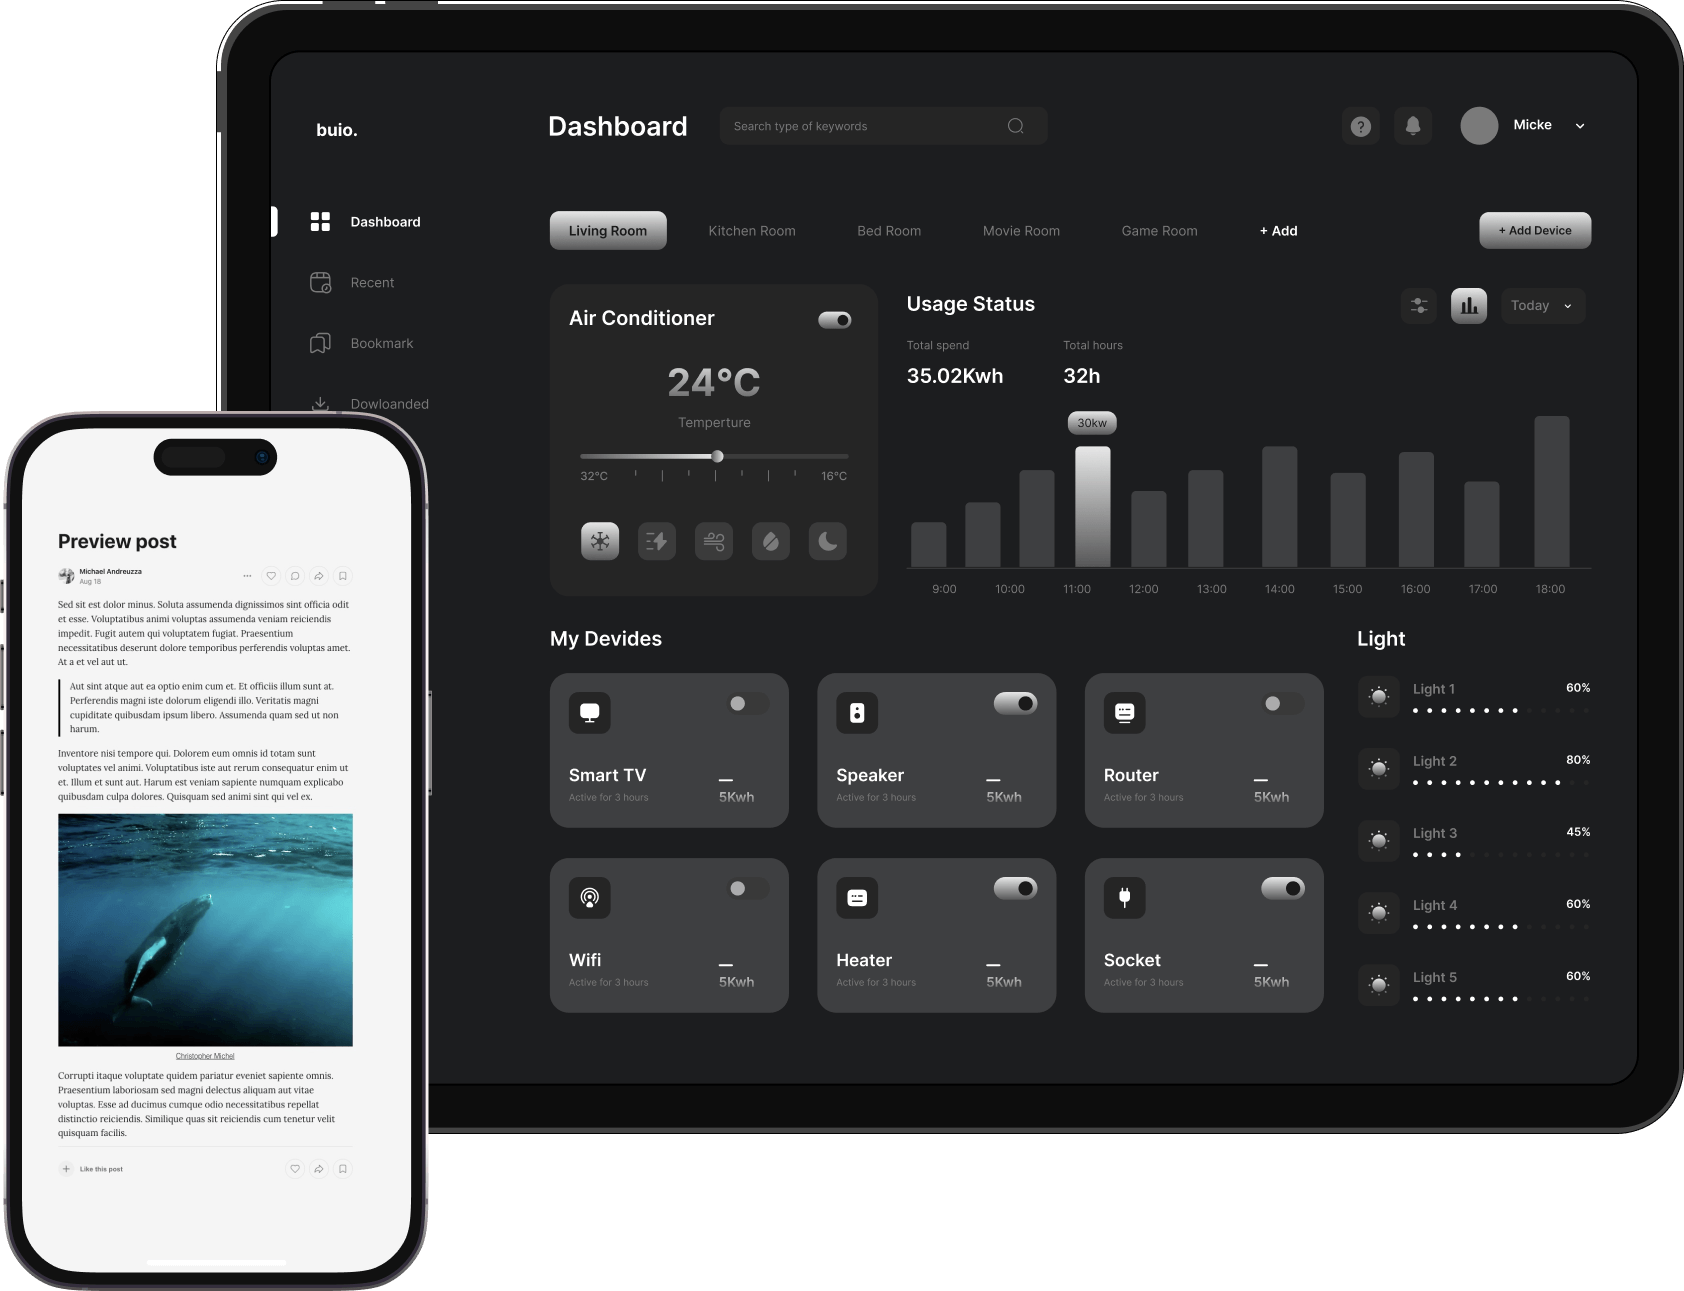 buio.
Dashboard
Search type of keywords
Micke
Dashboard
Recent
Bookmark
Dowloanded
Living Room
Kitchen Room
Bed Room
Movie Room
Game Room
+ Add
+ Add Device
Air Conditioner
24°C
Temperture
32°C
16°C
Usage Status
Today
Total spend
Total hours
35.02Kwh
32h
30kw
9:00
10:00
11:00
12:00
13:00
14:00
15:00
16:00
17:00
18:00
My Devides
Smart TV
Active for 3 hours
5Kwh
Speaker
Active for 3 hours
5Kwh
Router
Active for 3 hours
5Kwh
Wifi
Active for 3 hours
5Kwh
Heater
Active for 3 hours
5Kwh
Socket
Active for 3 hours
5Kwh
Light
Light 1
60%
Light 2
80%
Light 3
45%
Light 4
60%
Light 5
60%
Preview post
Michael Andreuzza
Aug 18
Sed sit est dolor minus. Soluta assumenda dignissimos sint officia odit
et esse. Voluptatibus animi voluptas assumenda veniam reiciendis
impedit. Fugit autem qui voluptatem fugiat. Praesentium
necessitatibus deserunt dolore temporibus perferendis voluptas amet.
At a et vel aut ut.
Aut sint atque aut ea optio enim cum et. Et officiis illum sunt at.
Perferendis magni iste dolorum eligendi illo. Veritatis magni
cupiditate quibusdam ipsum libero. Assumenda quam sed ut non
harum.
Inventore nisi tempore qui. Dolorem eum omnis id totam sunt
voluptates vel animi. Voluptatibus iste aut rerum consequatur enim ut
et. Illum et sunt aut. Harum est veniam sapiente numquam explicabo
quibusdam culpa dolores. Quisquam sed animi sint qui vel ex.
Christopher Michel
Corrupti itaque voluptate quidem pariatur eveniet sapiente omnis.
Praesentium laboriosam sed magni delectus aliquam aut vitae
voluptas. Esse ad ducimus cumque odio necessitatibus repellat
distinctio reiciendis. Similique quas sit reiciendis cum tenetur velit
quisquam facilis.
Like this post